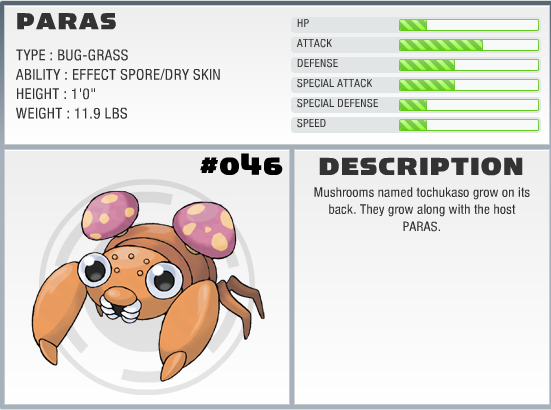 PARAS
TYPE : BUG-GRASS
ABILITY : EFFECT SPORE/DRY SKIN
HEIGHT : 1'0"
WEIGHT : 11.9 LBS
HP
ATTACK
DEFENSE
SPECIAL ATTACK
SPECIAL DEFENSE
SPEED
#046
DESCRIPTION
Mushrooms named tochukaso grow on its
back. They grow along with the host
PARAS.